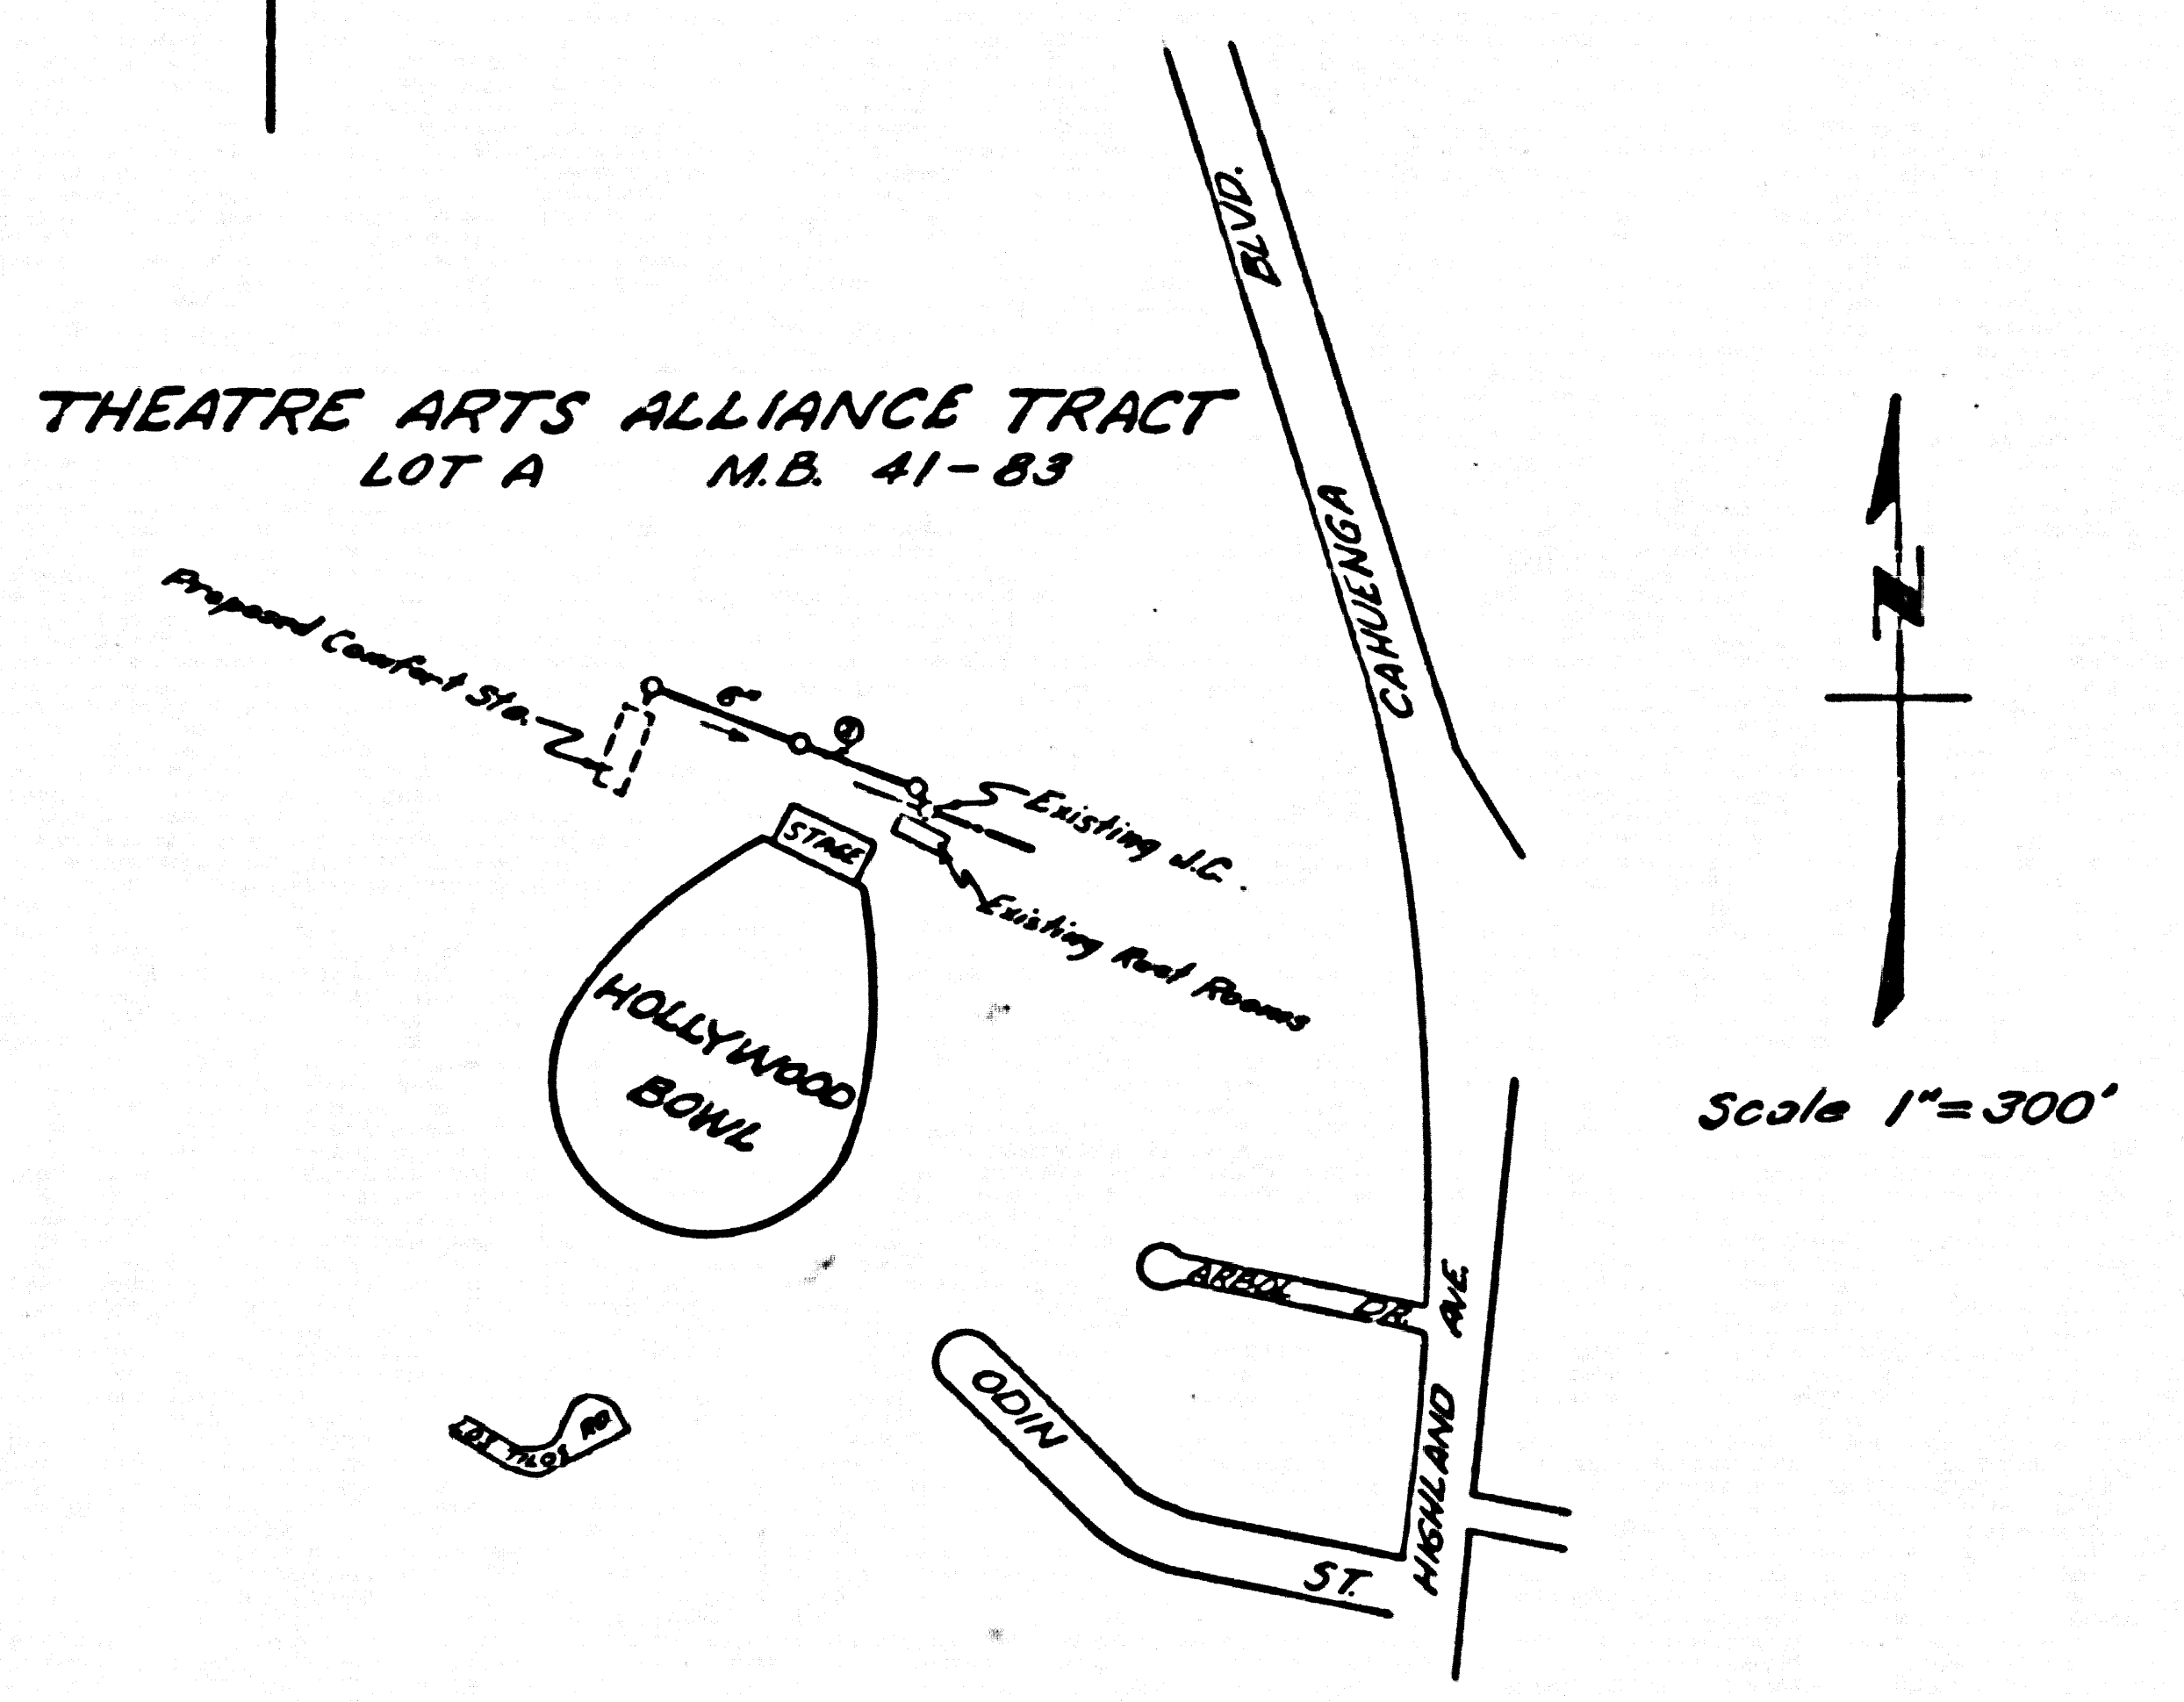 BLVD.
THEATRE ARTS ALLIANCE TRACT
LOT A M.B. 41-83
CAHUENGA
N
Proposed Comfort Sta.
6"
STAGE
Existing J.C.
Existing Rest Rooms
HOLLYWOOD
BOWL
Scale 1"=300'
ARBOL DR.
HIGHLAND AVE.
ODIN ST.
RD